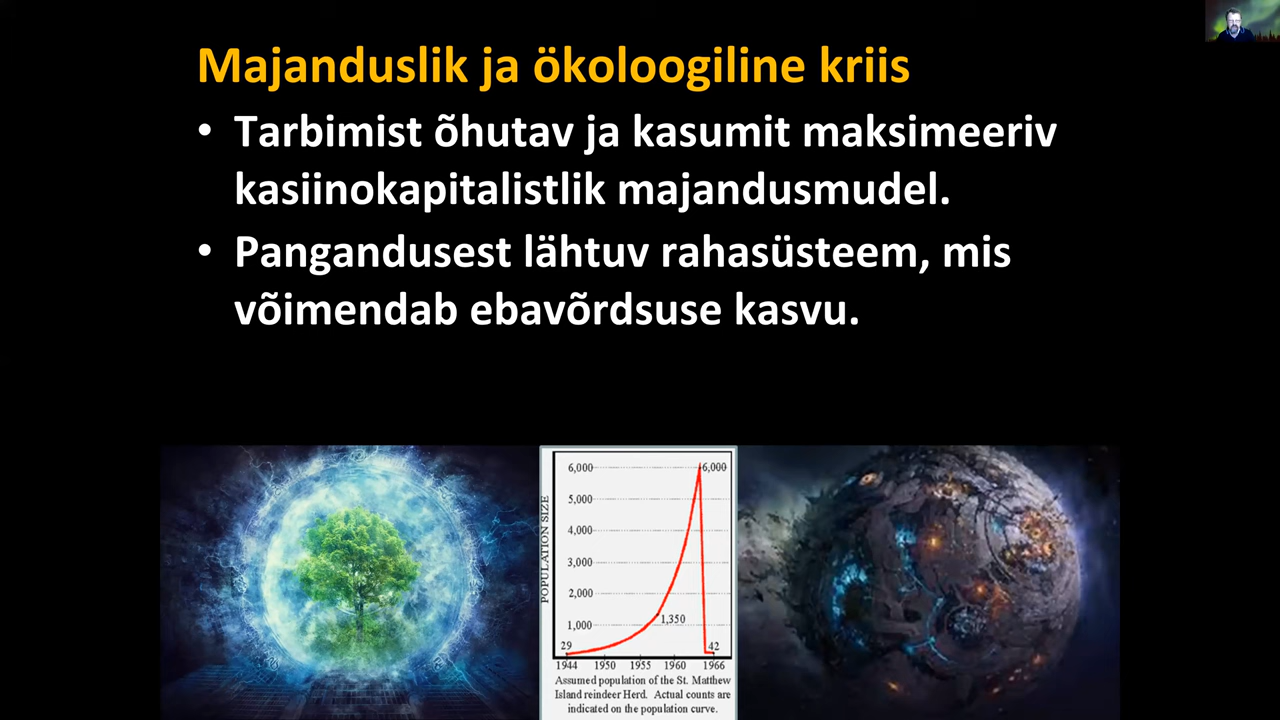 Majanduslik ja ökoloogiline kriis
• Tarbimist õhutav ja kasumit maksimeeriv
kasiinokapitalistlik majandusmudel.
• Pangandusest lähtuv rahasüsteem, mis
võimendab ebavõrdsuse kasvu.
POPULATION SIZE
6,000
5,000
4,000
3,000
2,000
1,000
6,000
1,350
29
42
1944 1950 1955 1960 1966
Assumed population of the St. Matthew
Island reindeer Herd. Actual counts are
indicated on the population curve.